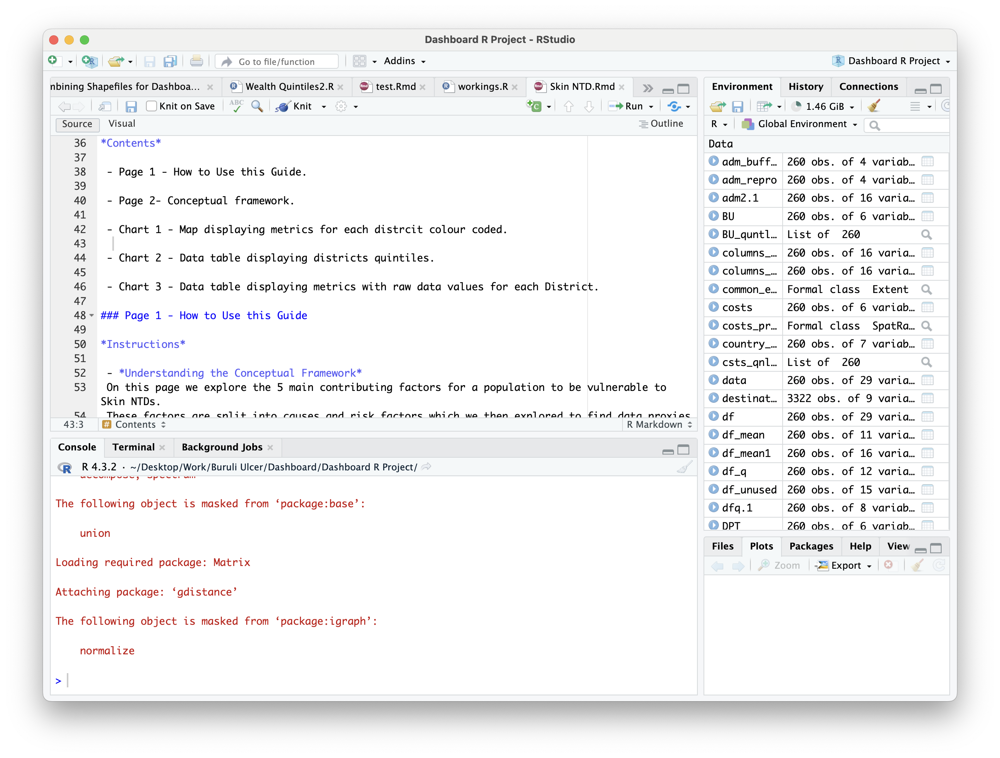 Dashboard R Project - RStudio
Go to file/function
Addins
Dashboard R Project
mbining Shapefiles for Dashboa...
Wealth Quintiles2.R
test.Rmd
workings.R
Skin NTD.Rmd
Knit on Save
ABC
Knit
Run
Source
Visual
Outline
36 *Contents*
37
38 - Page 1 - How to Use this Guide.
39
40 - Page 2- Conceptual framework.
41
42 - Chart 1 - Map displaying metrics for each distrcit colour coded.
43
44 - Chart 2 - Data table displaying districts quintiles.
45
46 - Chart 3 - Data table displaying metrics with raw data values for each District.
47
48 ### Page 1 - How to Use this Guide
49
50 *Instructions*
51
52 - *Understanding the Conceptual Framework*
53 On this page we explore the 5 main contributing factors for a population to be vulnerable to
Skin NTDs.
54 These factors are split into causes and risk factors which we then explored to find data proxies
43:3
# Contents
R Markdown
Console
Terminal
Background Jobs
R 4.3.2 · ~/Desktop/Work/Buruli Ulcer/Dashboard/Dashboard R Project/
decompose, spectrum
The following object is masked from ‘package:base’:
union
Loading required package: Matrix
Attaching package: ‘gdistance’
The following object is masked from ‘package:igraph’:
normalize
>
Environment
History
Connections
1.46 GiB
R
Global Environment
Data
adm_buff… 260 obs. of 4 variab…
adm_repro 260 obs. of 4 variab…
adm2.1 260 obs. of 16 varia…
BU 260 obs. of 6 variab…
BU_quntl… List of 260
columns_… 260 obs. of 16 varia…
columns_… 260 obs. of 16 varia…
common_e… Formal class Extent
costs 260 obs. of 6 variab…
costs_pr… Formal class SpatRa…
country_… 260 obs. of 7 variab…
csts_qnl… List of 260
data 260 obs. of 29 varia…
destinat… 3322 obs. of 9 varia…
df 260 obs. of 29 varia…
df_mean 260 obs. of 11 varia…
df_mean1 260 obs. of 16 varia…
df_q 260 obs. of 12 varia…
df_unused 260 obs. of 15 varia…
dfq.1 260 obs. of 8 variab…
DPT 260 obs. of 6 variab…
Files
Plots
Packages
Help
View
Zoom
Export